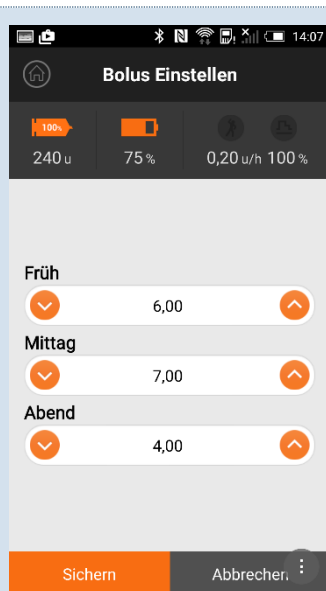 14:07
Bolus Einstellen
100%
240 u 75 % 0,20 u/h 100 %
Früh
6,00
Mittag
7,00
Abend
4,00
Sichern Abbrechen